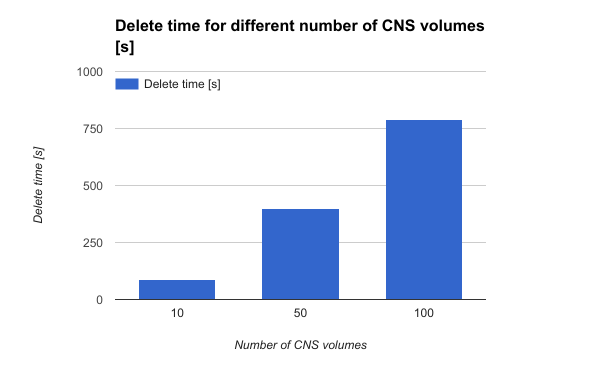 Delete time for different number of CNS volumes
[s]
1000
Delete time [s]
750
500
250
0
Delete time [s]
10 50 100
Number of CNS volumes